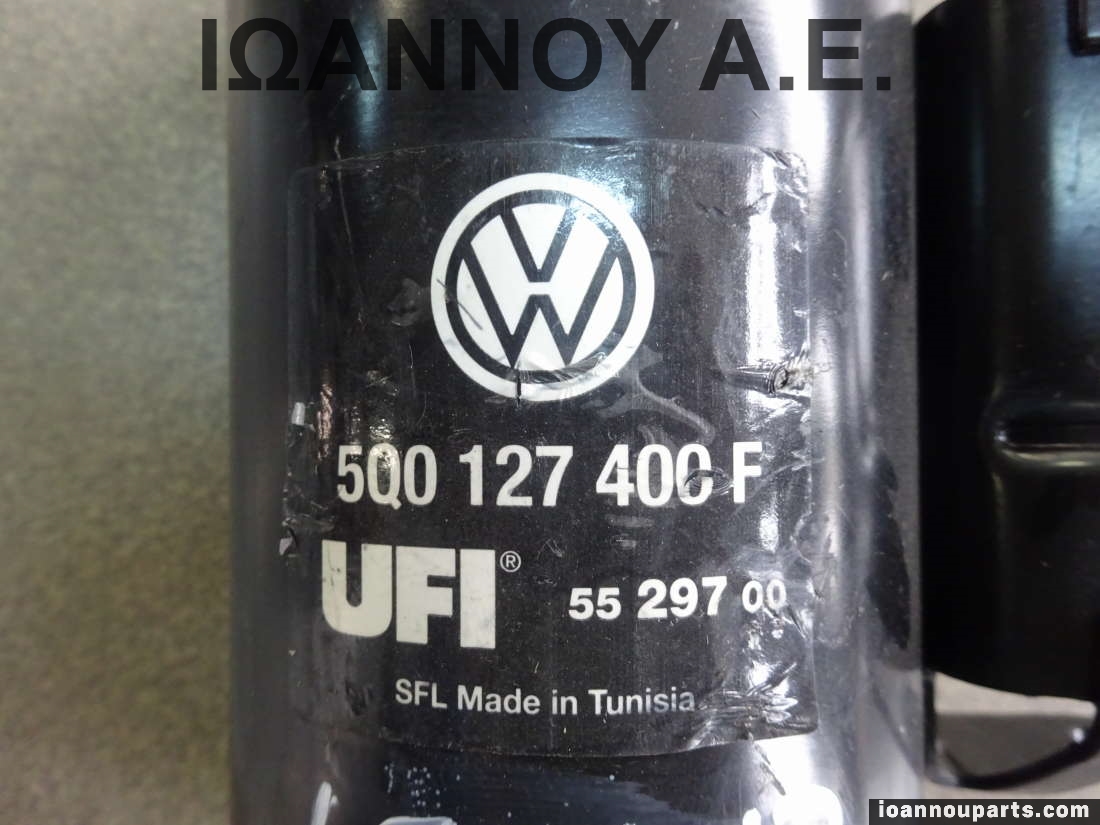 ΙΩΑΝΝΟΥ Α.Ε.
5Q0 127 400 F
UFI® 55 297 00
SFL Made in Tunisia
ioannouparts.com